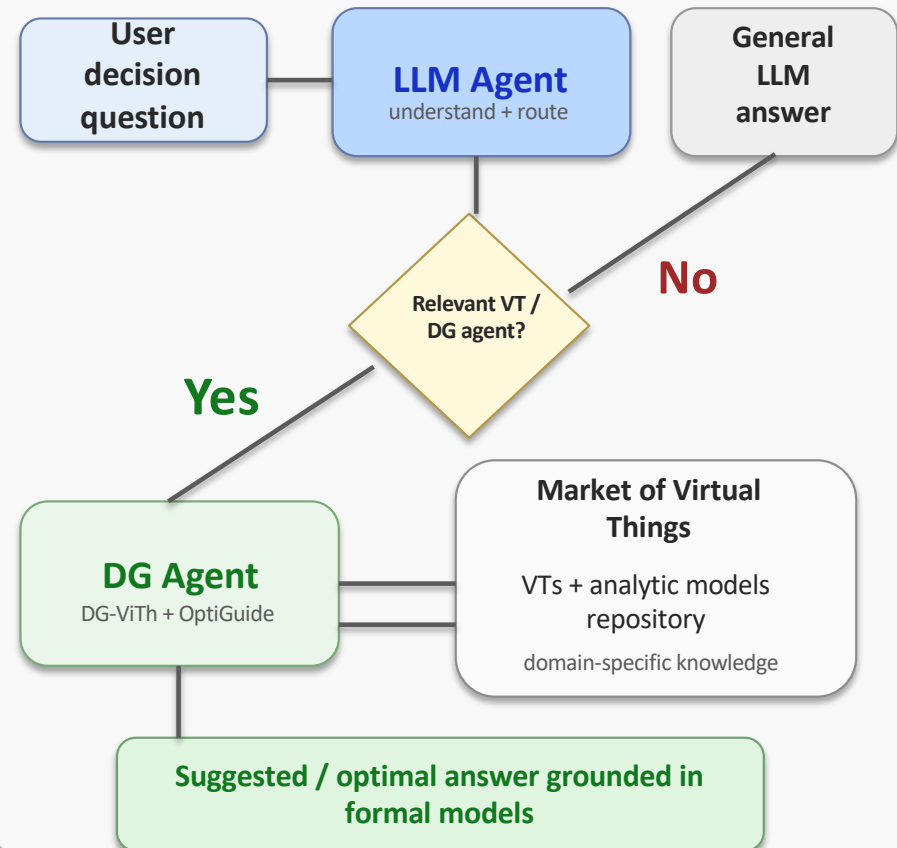 User
decision
question
LLM Agent
understand + route
General
LLM
answer
Relevant VT /
DG agent?
No
Yes
DG Agent
DG-ViTh + OptiGuide
Market of Virtual
Things
VTs + analytic models
repository
domain-specific knowledge
Suggested / optimal answer grounded in
formal models